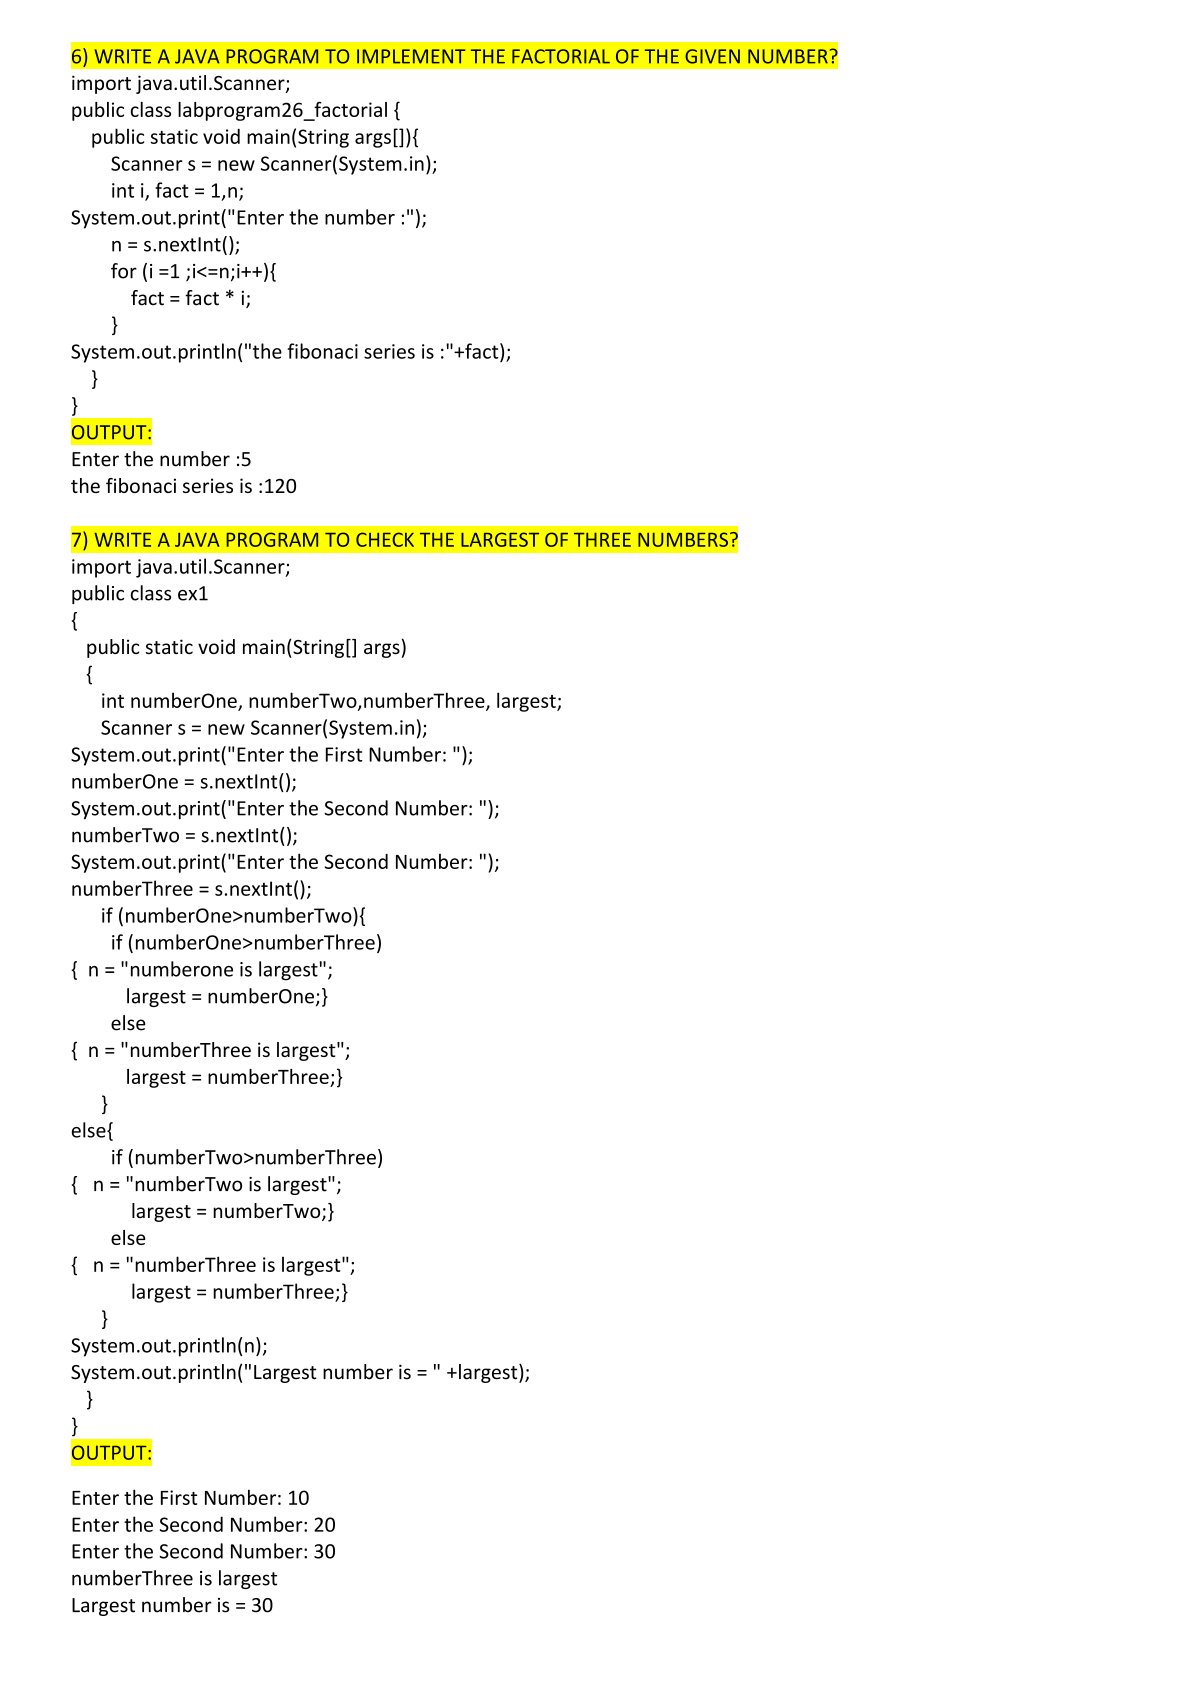 6) WRITE A JAVA PROGRAM TO IMPLEMENT THE FACTORIAL OF THE GIVEN NUMBER?
import java.util.Scanner;
public class labprogram26_factorial {
    public static void main(String args[]){
        Scanner s = new Scanner(System.in);
        int i, fact = 1,n;
System.out.print("Enter the number :");
        n = s.nextInt();
        for (i =1 ;i<=n;i++){
            fact = fact * i;
        }
System.out.println("the fibonaci series is :"+fact);
    }
}
OUTPUT:
Enter the number :5
the fibonaci series is :120
7) WRITE A JAVA PROGRAM TO CHECK THE LARGEST OF THREE NUMBERS?
import java.util.Scanner;
public class ex1
{
   public static void main(String[] args)
   {
      int numberOne, numberTwo,numberThree, largest;
      Scanner s = new Scanner(System.in);
System.out.print("Enter the First Number: ");
numberOne = s.nextInt();
System.out.print("Enter the Second Number: ");
numberTwo = s.nextInt();
System.out.print("Enter the Second Number: ");
numberThree = s.nextInt();
      if (numberOne>numberTwo){
        if (numberOne>numberThree)
{  n = "numberone is largest";
           largest = numberOne;}
        else
{  n = "numberThree is largest";
           largest = numberThree;}
      }
else{
        if (numberTwo>numberThree)
{   n = "numberTwo is largest";
            largest = numberTwo;}
        else
{   n = "numberThree is largest";
            largest = numberThree;}
      }
System.out.println(n);
System.out.println("Largest number is = " +largest);
   }
}
OUTPUT:
Enter the First Number: 10
Enter the Second Number: 20
Enter the Second Number: 30
numberThree is largest
Largest number is = 30